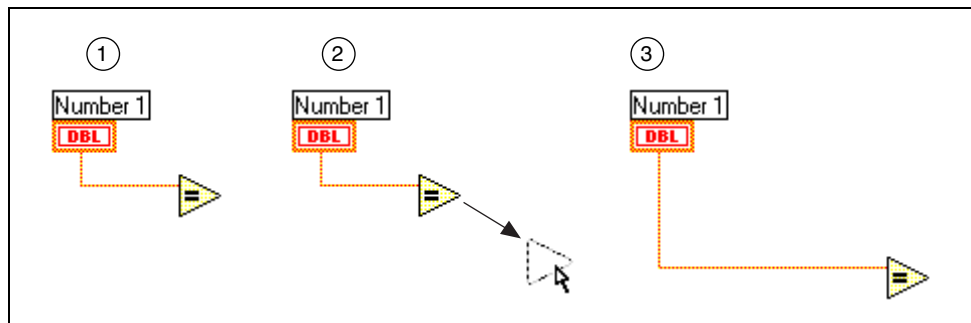 1 2 3
Number 1 Number 1 Number 1
DBL DBL DBL
= = =